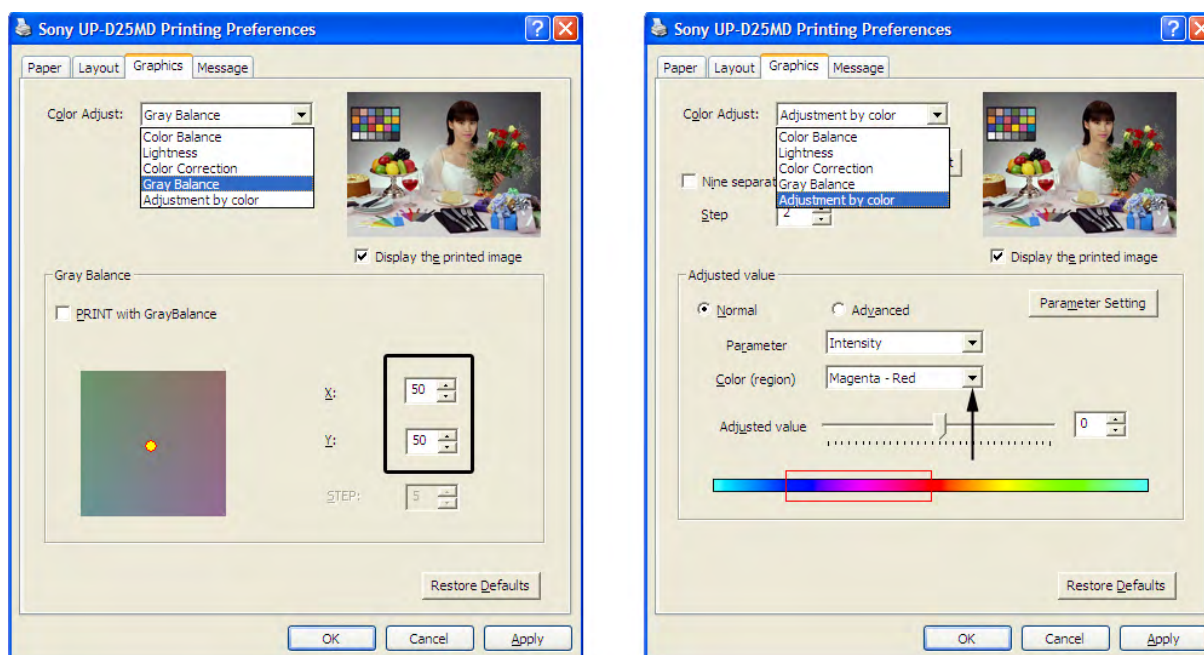 Sony UP-D25MD Printing Preferences
Paper Layout Graphics Message
Color Adjust: Gray Balance
Color Balance
Lightness
Color Correction
Gray Balance
Adjustment by color
Display the printed image
Gray Balance
PRINT with GrayBalance
X: 50
Y: 50
STEP: 5
Restore Defaults
OK Cancel Apply
Sony UP-D25MD Printing Preferences
Paper Layout Graphics Message
Color Adjust: Adjustment by color
Color Balance
Lightness
Color Correction
Nine separat Gray Balance
Adjustment by color
Step 2
Display the printed image
Adjusted value
Normal Advanced Parameter Setting
Parameter Intensity
Color (region) Magenta - Red
Adjusted value 0
Restore Defaults
OK Cancel Apply